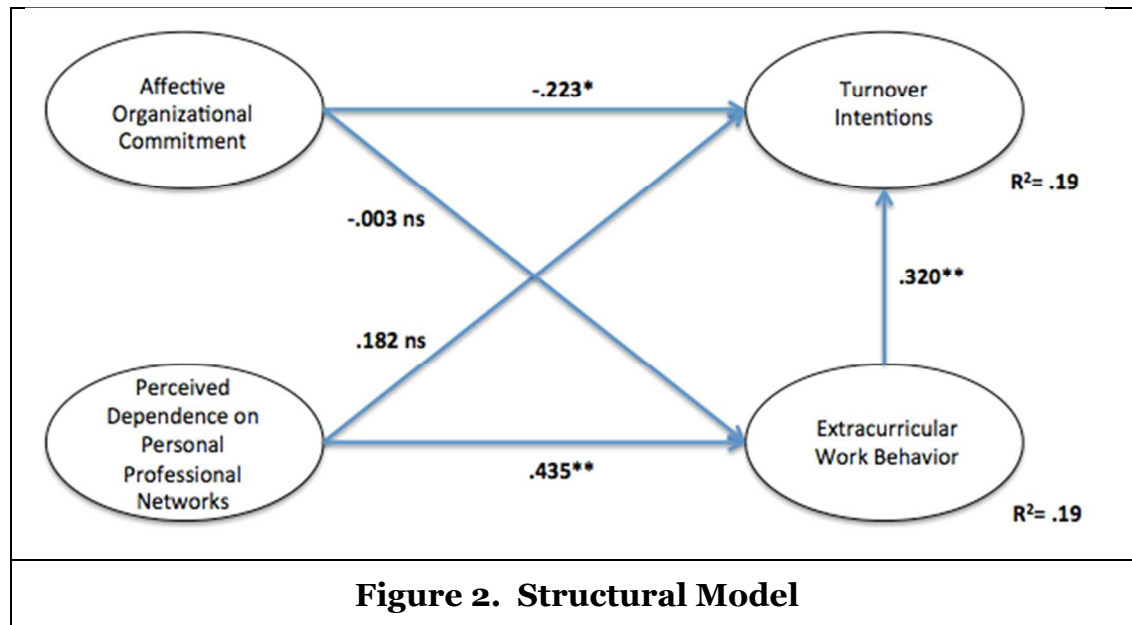 Affective
Organizational
Commitment
-.223*
Turnover
Intentions
R²= .19
-.003 ns
.320**
.182 ns
Perceived
Dependence on
Personal
Professional
Networks
.435**
Extracurricular
Work Behavior
R²= .19
Figure 2. Structural Model